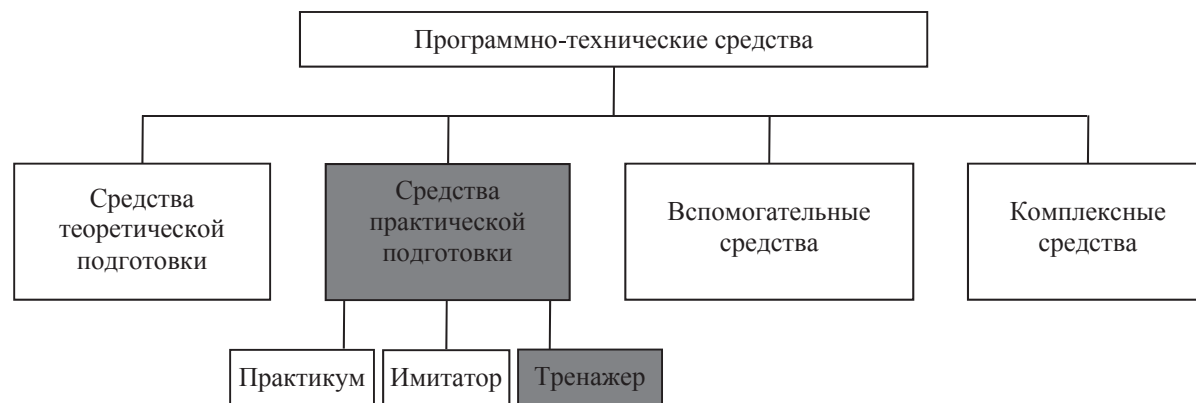 Программно-технические средства
Средства
теоретической
подготовки
Средства
практической
подготовки
Вспомогательные
средства
Комплексные
средства
Практикум
Имитатор
Тренажер